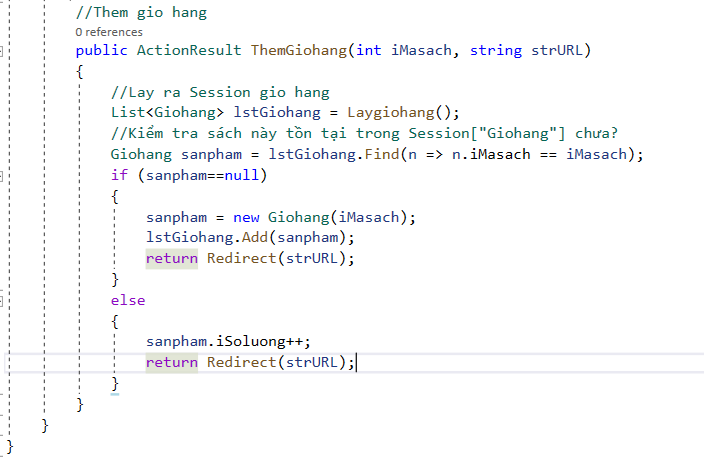 //Them gio hang
0 references
public ActionResult ThemGiohang(int iMasach, string strURL)
{
//Lay ra Session gio hang
List<Giohang> lstGiohang = Laygiohang();
//Kiểm tra sách này tồn tại trong Session["Giohang"] chưa?
Giohang sanpham = lstGiohang.Find(n => n.iMasach == iMasach);
if (sanpham==null)
{
sanpham = new Giohang(iMasach);
lstGiohang.Add(sanpham);
return Redirect(strURL);
}
else
{
sanpham.iSoluong++;
return Redirect(strURL);
}
}
}
}